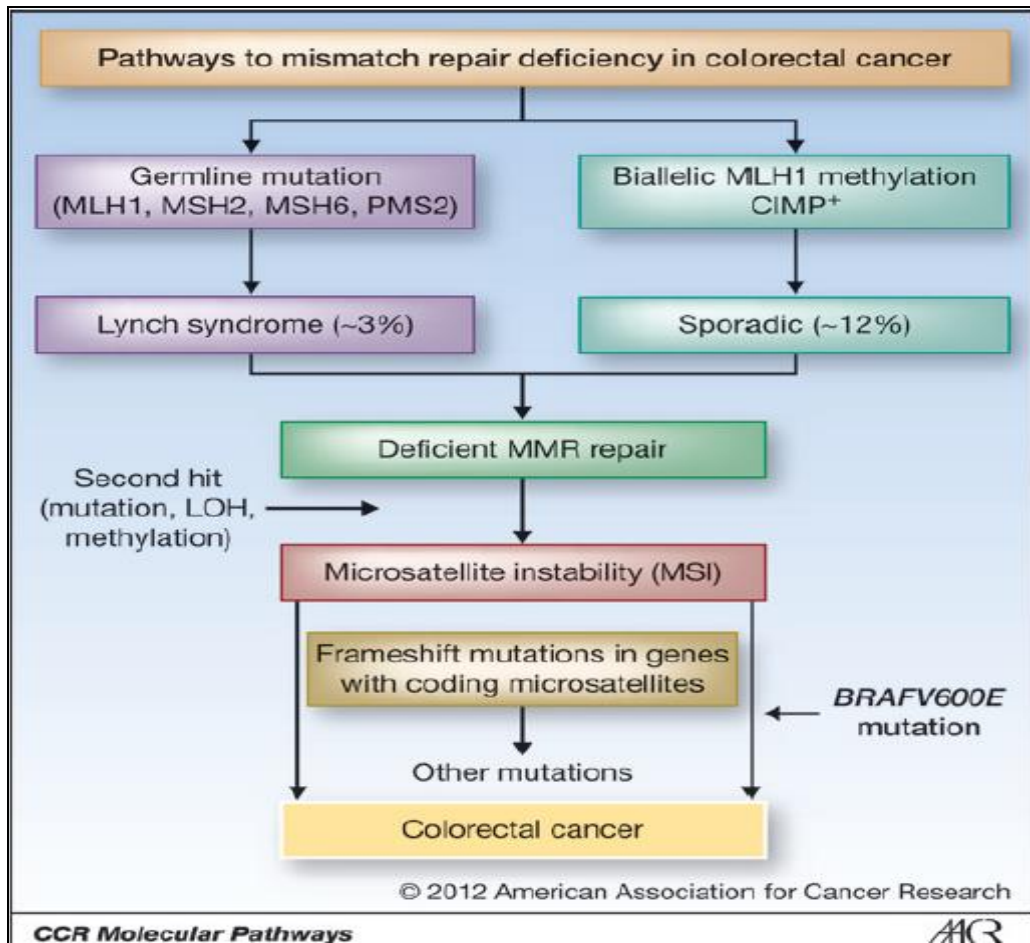 Pathways to mismatch repair deficiency in colorectal cancer
Germline mutation
(MLH1, MSH2, MSH6, PMS2)
Biallelic MLH1 methylation
CIMP+
Lynch syndrome (~3%)
Sporadic (~12%)
Deficient MMR repair
Second hit
(mutation, LOH,
methylation)
Microsatellite instability (MSI)
Frameshift mutations in genes
with coding microsatellites
BRAFV600E
mutation
Other mutations
Colorectal cancer
© 2012 American Association for Cancer Research
CCR Molecular Pathways
AACR